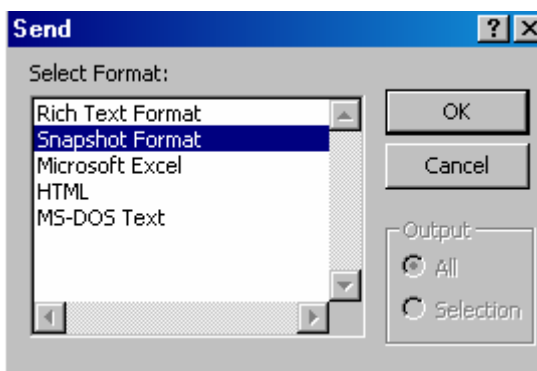 Send
Select Format:
Rich Text Format
Snapshot Format
Microsoft Excel
HTML
MS-DOS Text
OK
Cancel
Output
All
Selection